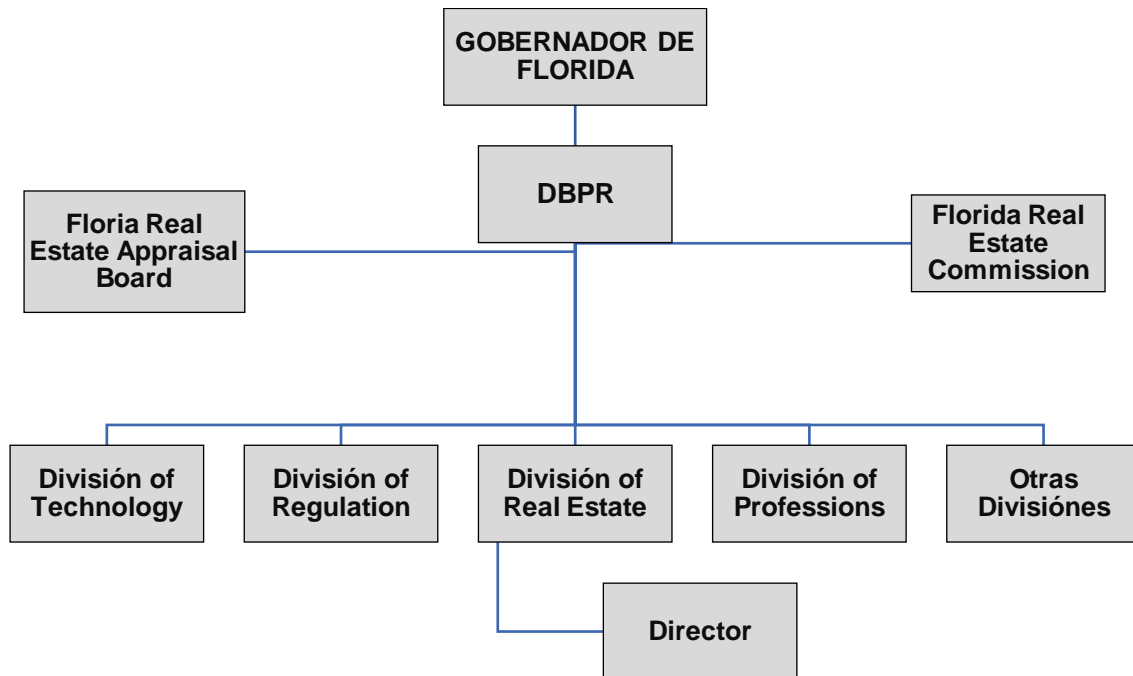 GOBERNADOR DE
FLORIDA
DBPR
Floria Real
Estate Appraisal
Board
Florida Real
Estate
Commission
División of
Technology
División of
Regulation
División of
Real Estate
División of
Professions
Otras
Divisiónes
Director